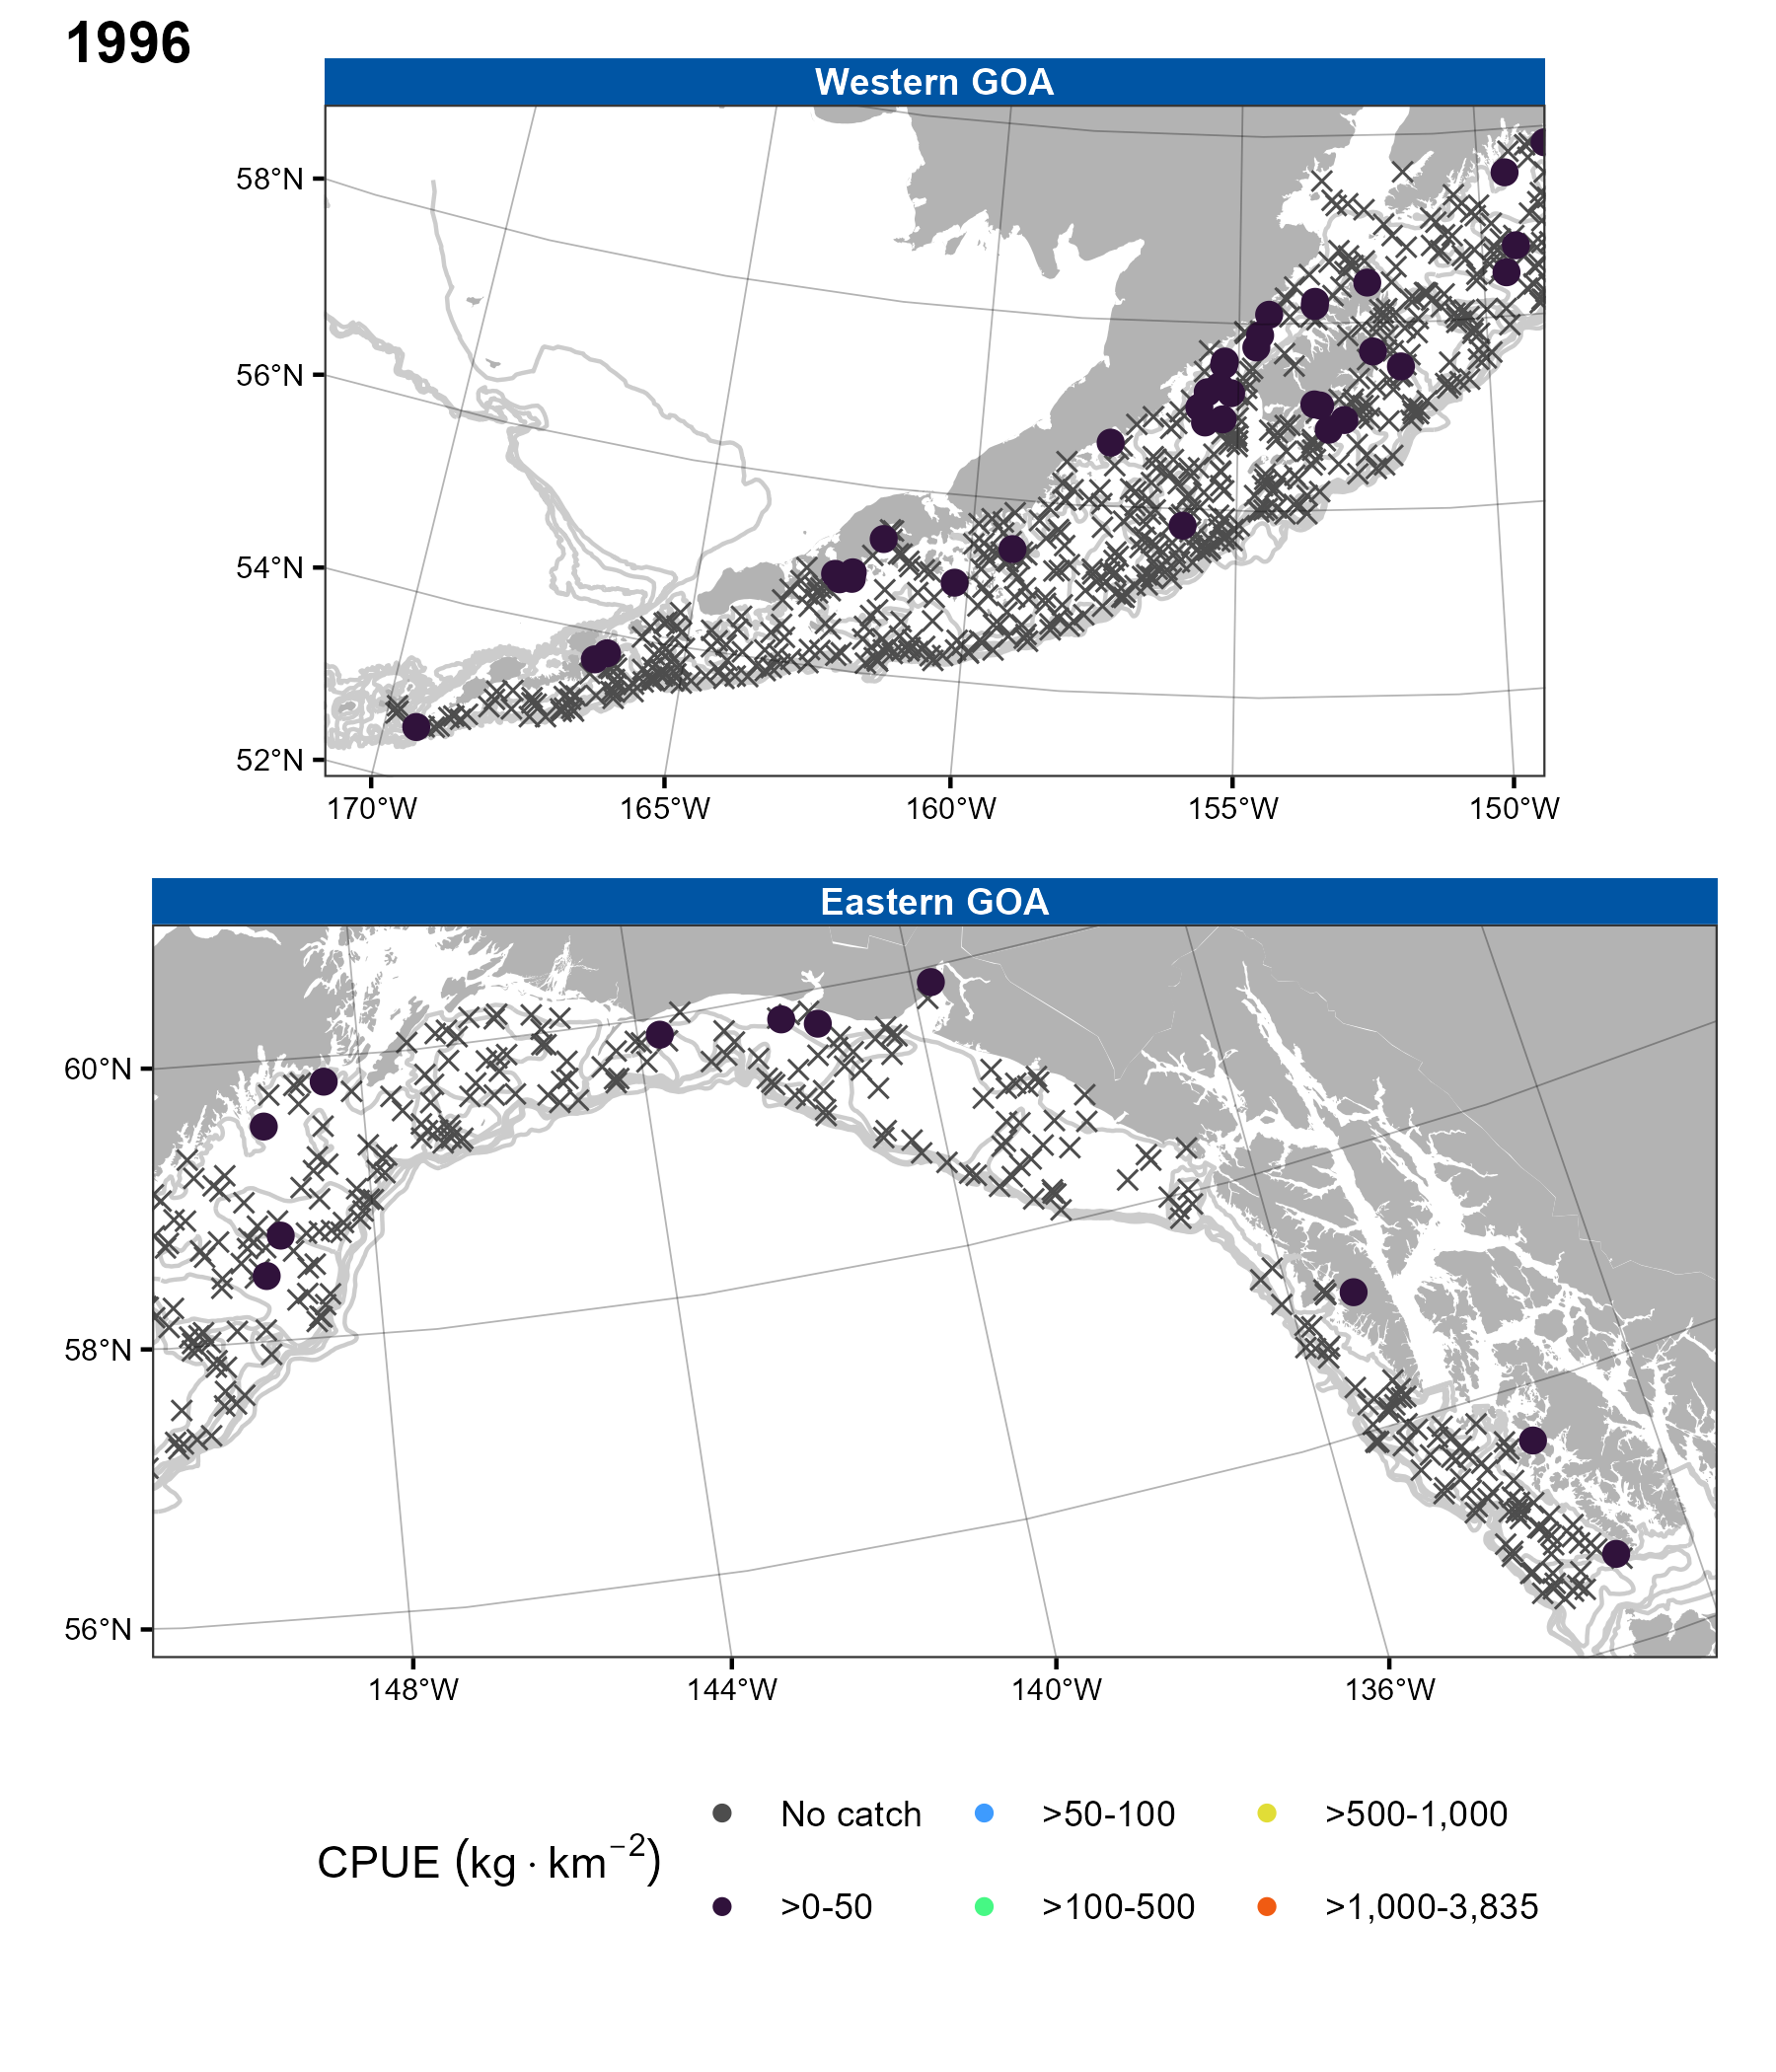 1996
Western GOA
58°N
56°N
54°N
52°N
170°W 165°W 160°W 155°W 150°W
Eastern GOA
60°N
58°N
56°N
148°W 144°W 140°W 136°W
No catch >50-100 >500-1,000
CPUE (kg · km⁻²)
>0-50 >100-500 >1,000-3,835